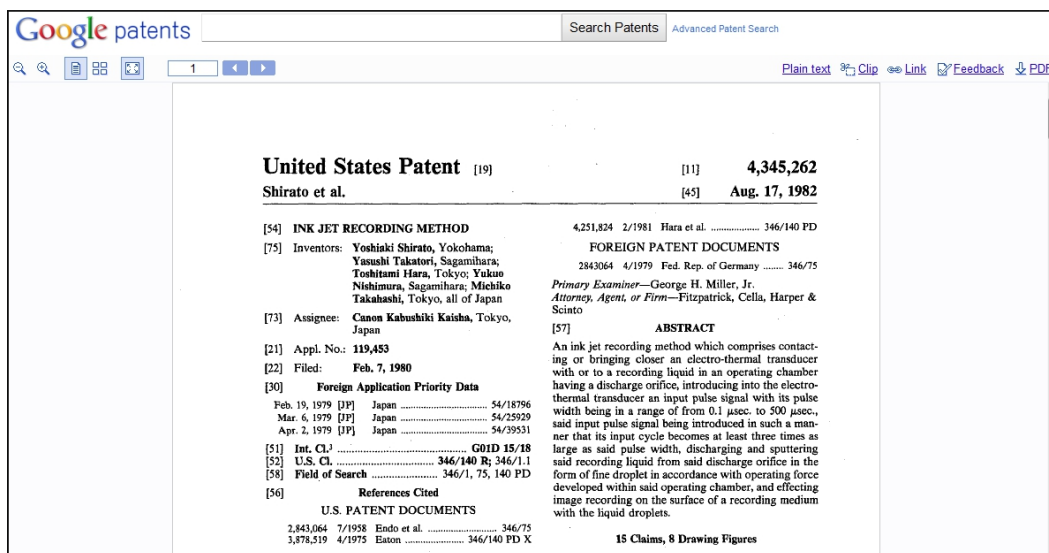 Google patents
Search Patents
Advanced Patent Search
1
Plain text Clip Link Feedback PDF
United States Patent [19]
Shirato et al.
[11] 4,345,262
[45] Aug. 17, 1982
[54] INK JET RECORDING METHOD
[75] Inventors: Yoshiaki Shirato, Yokohama;
Yasushi Takatori, Sagamihara;
Toshitami Hara, Tokyo; Yukuo
Nishimura, Sagamihara; Michiko
Takahashi, Tokyo, all of Japan
[73] Assignee: Canon Kabushiki Kaisha, Tokyo,
Japan
[21] Appl. No.: 119,453
[22] Filed: Feb. 7, 1980
[30] Foreign Application Priority Data
Feb. 19, 1979 [JP] Japan ................................ 54/18796
Mar. 6, 1979 [JP] Japan ................................ 54/25929
Apr. 2, 1979 [JP] Japan ................................ 54/39531
[51] Int. Cl.³ ................................ G01D 15/18
[52] U.S. Cl. ................................ 346/140 R; 346/1.1
[58] Field of Search ........................ 346/1, 75, 140 PD
[56] References Cited
U.S. PATENT DOCUMENTS
2,843,064 7/1958 Endo et al. ........................ 346/75
3,878,519 4/1975 Eaton ........................ 346/140 PD X
4,251,824 2/1981 Hara et al. ................ 346/140 PD
FOREIGN PATENT DOCUMENTS
2843064 4/1979 Fed. Rep. of Germany ....... 346/75
Primary Examiner—George H. Miller, Jr.
Attorney, Agent, or Firm—Fitzpatrick, Cella, Harper &
Scinto
[57] ABSTRACT
An ink jet recording method which comprises contact-
ing or bringing closer an electro-thermal transducer
with or to a recording liquid in an operating chamber
having a discharge orifice, introducing into the electro-
thermal transducer an input pulse signal with its pulse
width being in a range of from 0.1 μsec. to 500 μsec.,
said input pulse signal being introduced in such a man-
ner that its input cycle becomes at least three times as
large as said pulse width, discharging and sputtering
said recording liquid from said discharge orifice in the
form of fine droplet in accordance with operating force
developed within said operating chamber, and effecting
image recording on the surface of a recording medium
with the liquid droplets.
15 Claims, 8 Drawing Figures